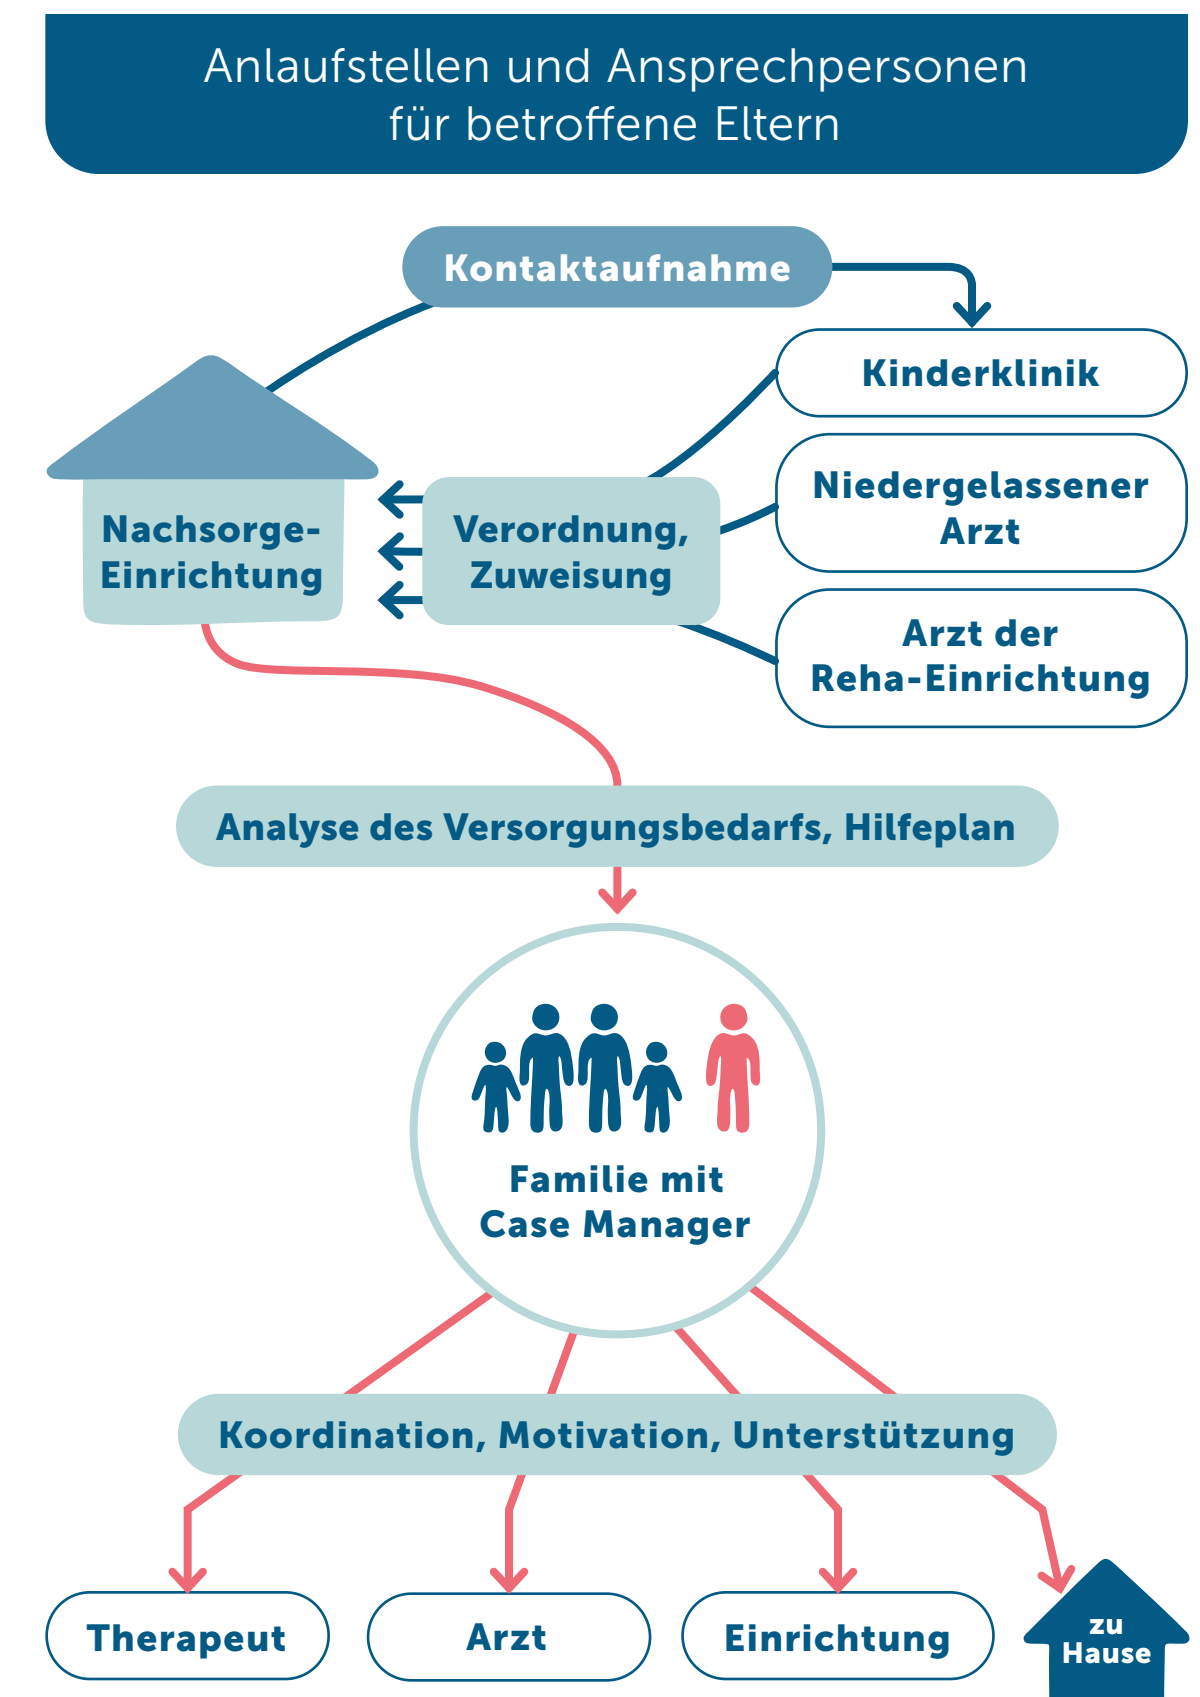 Anlaufstellen und Ansprechpersonen
für betroffene Eltern
Kontaktaufnahme
Kinderklinik
Niedergelassener
Arzt
Arzt der
Reha-Einrichtung
Verordnung,
Zuweisung
Nachsorge-
Einrichtung
Analyse des Versorgungsbedarfs, Hilfeplan
Familie mit
Case Manager
Koordination, Motivation, Unterstützung
Therapeut
Arzt
Einrichtung
zu
Hause